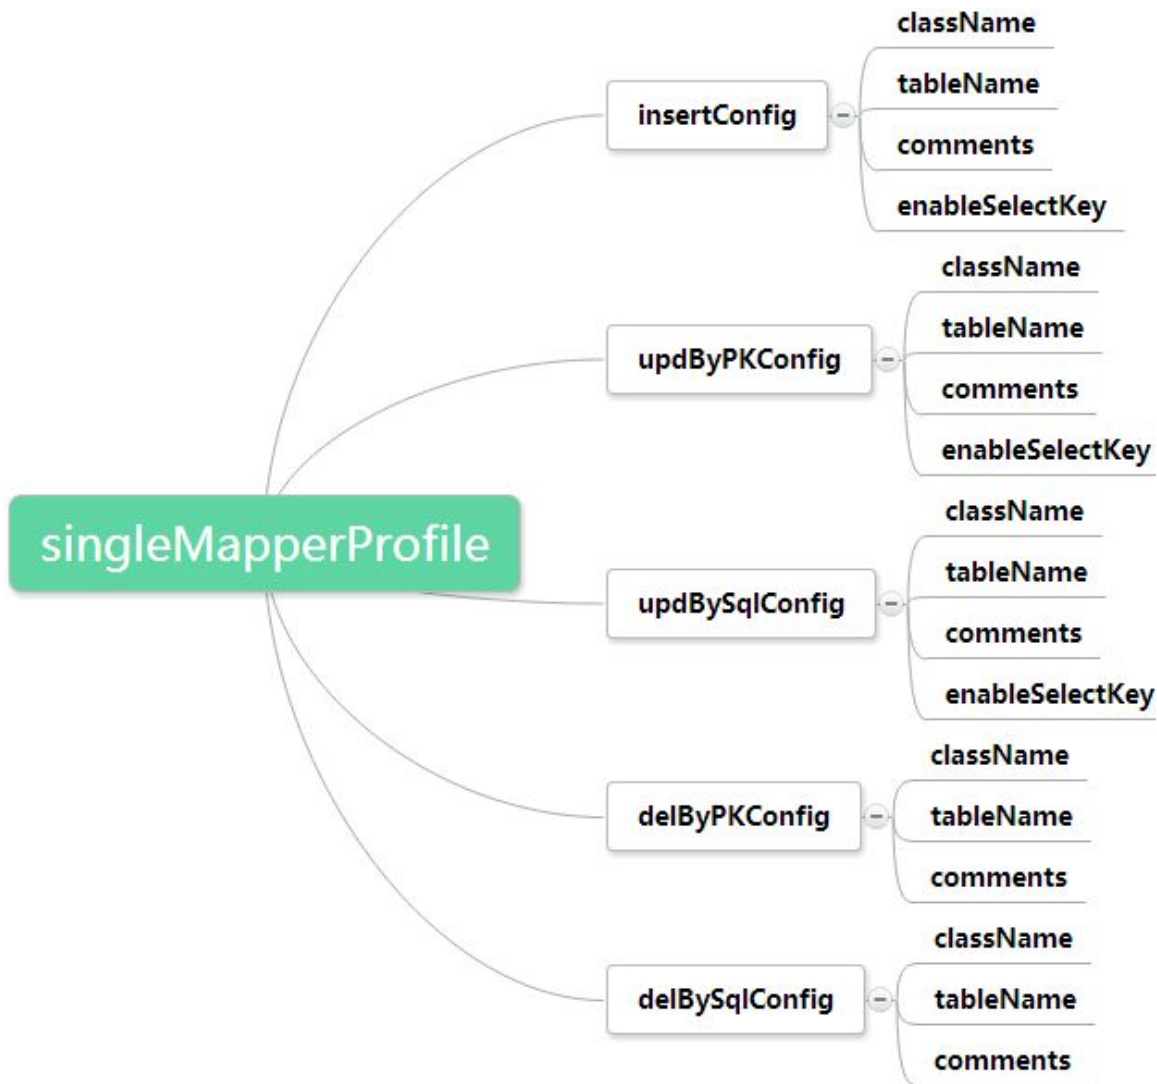 className
tableName
insertConfig
comments
enableSelectKey
className
tableName
updByPKConfig
comments
enableSelectKey
singleMapperProfile
className
tableName
updBySqlConfig
comments
enableSelectKey
className
delByPKConfig
tableName
comments
className
delBySqlConfig
tableName
comments